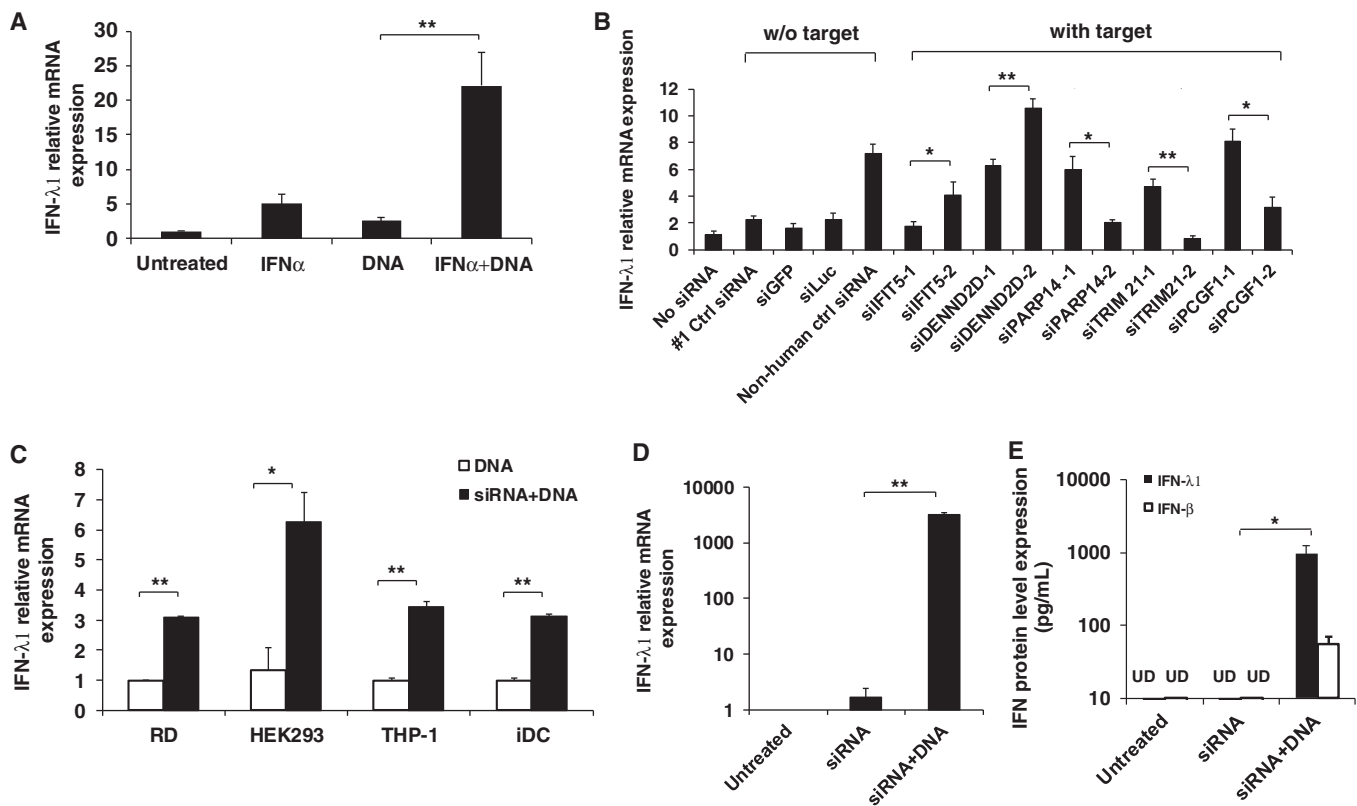 A
IFN-λ1 relative mRNA
expression
30
25
20
15
10
5
0
**
Untreated
IFNα
DNA
IFNα+DNA
B
w/o target
with target
IFN-λ1 relative mRNA expression
12
10
8
6
4
2
0
*
**
*
**
*
No siRNA
#1 Ctrl siRNA
siGFP
siLuc
Non-human ctrl siRNA
siIFIT5-1
siIFIT5-2
siDENND2D-1
siDENND2D-2
siPARP14 -1
siPARP14-2
siTRIM 21-1
siTRIM21-2
siPCGF1-1
siPCGF1-2
C
IFN-λ1 relative mRNA
expression
8
7
6
5
4
3
2
1
0
DNA
siRNA+DNA
**
*
**
**
RD
HEK293
THP-1
iDC
D
IFN-λ1 relative mRNA
expression
10000
1000
100
10
1
**
Untreated
siRNA
siRNA+DNA
E
IFN protein level expression
(pg/mL)
10000
1000
100
10
IFN-λ1
IFN-β
*
UD UD UD UD
Untreated
siRNA
siRNA+DNA